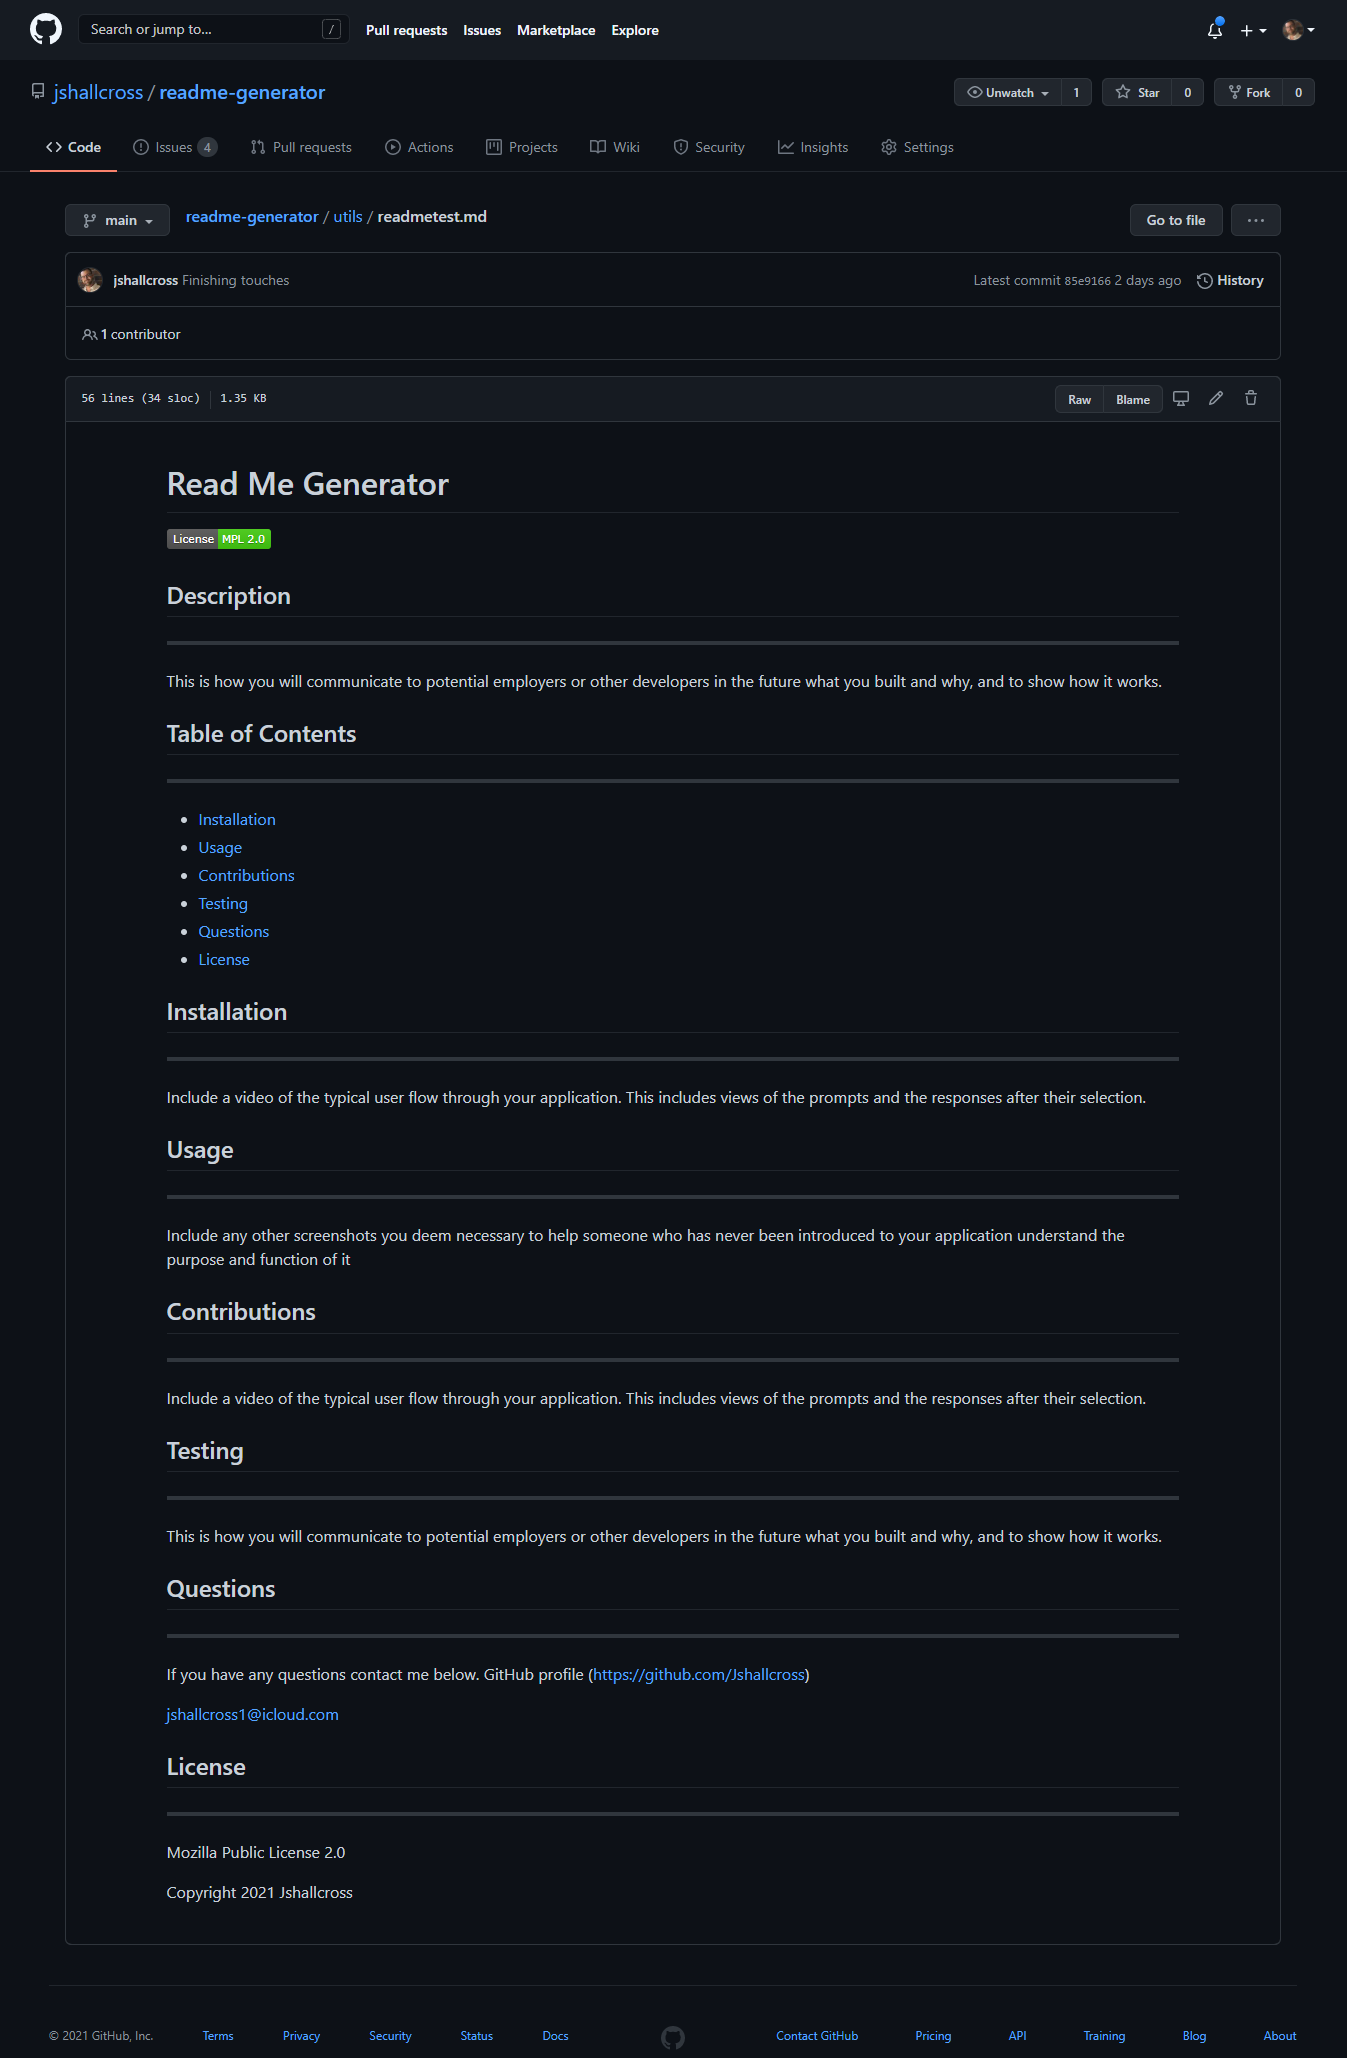 Search or jump to... /
Pull requests Issues Marketplace Explore
jshallcross / readme-generator
Unwatch 1 Star 0 Fork 0
Code Issues 4 Pull requests Actions Projects Wiki Security Insights Settings
main readme-generator / utils / readmetest.md Go to file ...
jshallcross Finishing touches Latest commit 85e9166 2 days ago History
1 contributor
56 lines (34 sloc) 1.35 KB Raw Blame
Read Me Generator
License MPL 2.0
Description
This is how you will communicate to potential employers or other developers in the future what you built and why, and to show how it works.
Table of Contents
• Installation
• Usage
• Contributions
• Testing
• Questions
• License
Installation
Include a video of the typical user flow through your application. This includes views of the prompts and the responses after their selection.
Usage
Include any other screenshots you deem necessary to help someone who has never been introduced to your application understand the
purpose and function of it
Contributions
Include a video of the typical user flow through your application. This includes views of the prompts and the responses after their selection.
Testing
This is how you will communicate to potential employers or other developers in the future what you built and why, and to show how it works.
Questions
If you have any questions contact me below. GitHub profile (https://github.com/Jshallcross)
jshallcross1@icloud.com
License
Mozilla Public License 2.0
Copyright 2021 Jshallcross
© 2021 GitHub, Inc. Terms Privacy Security Status Docs Contact GitHub Pricing API Training Blog About